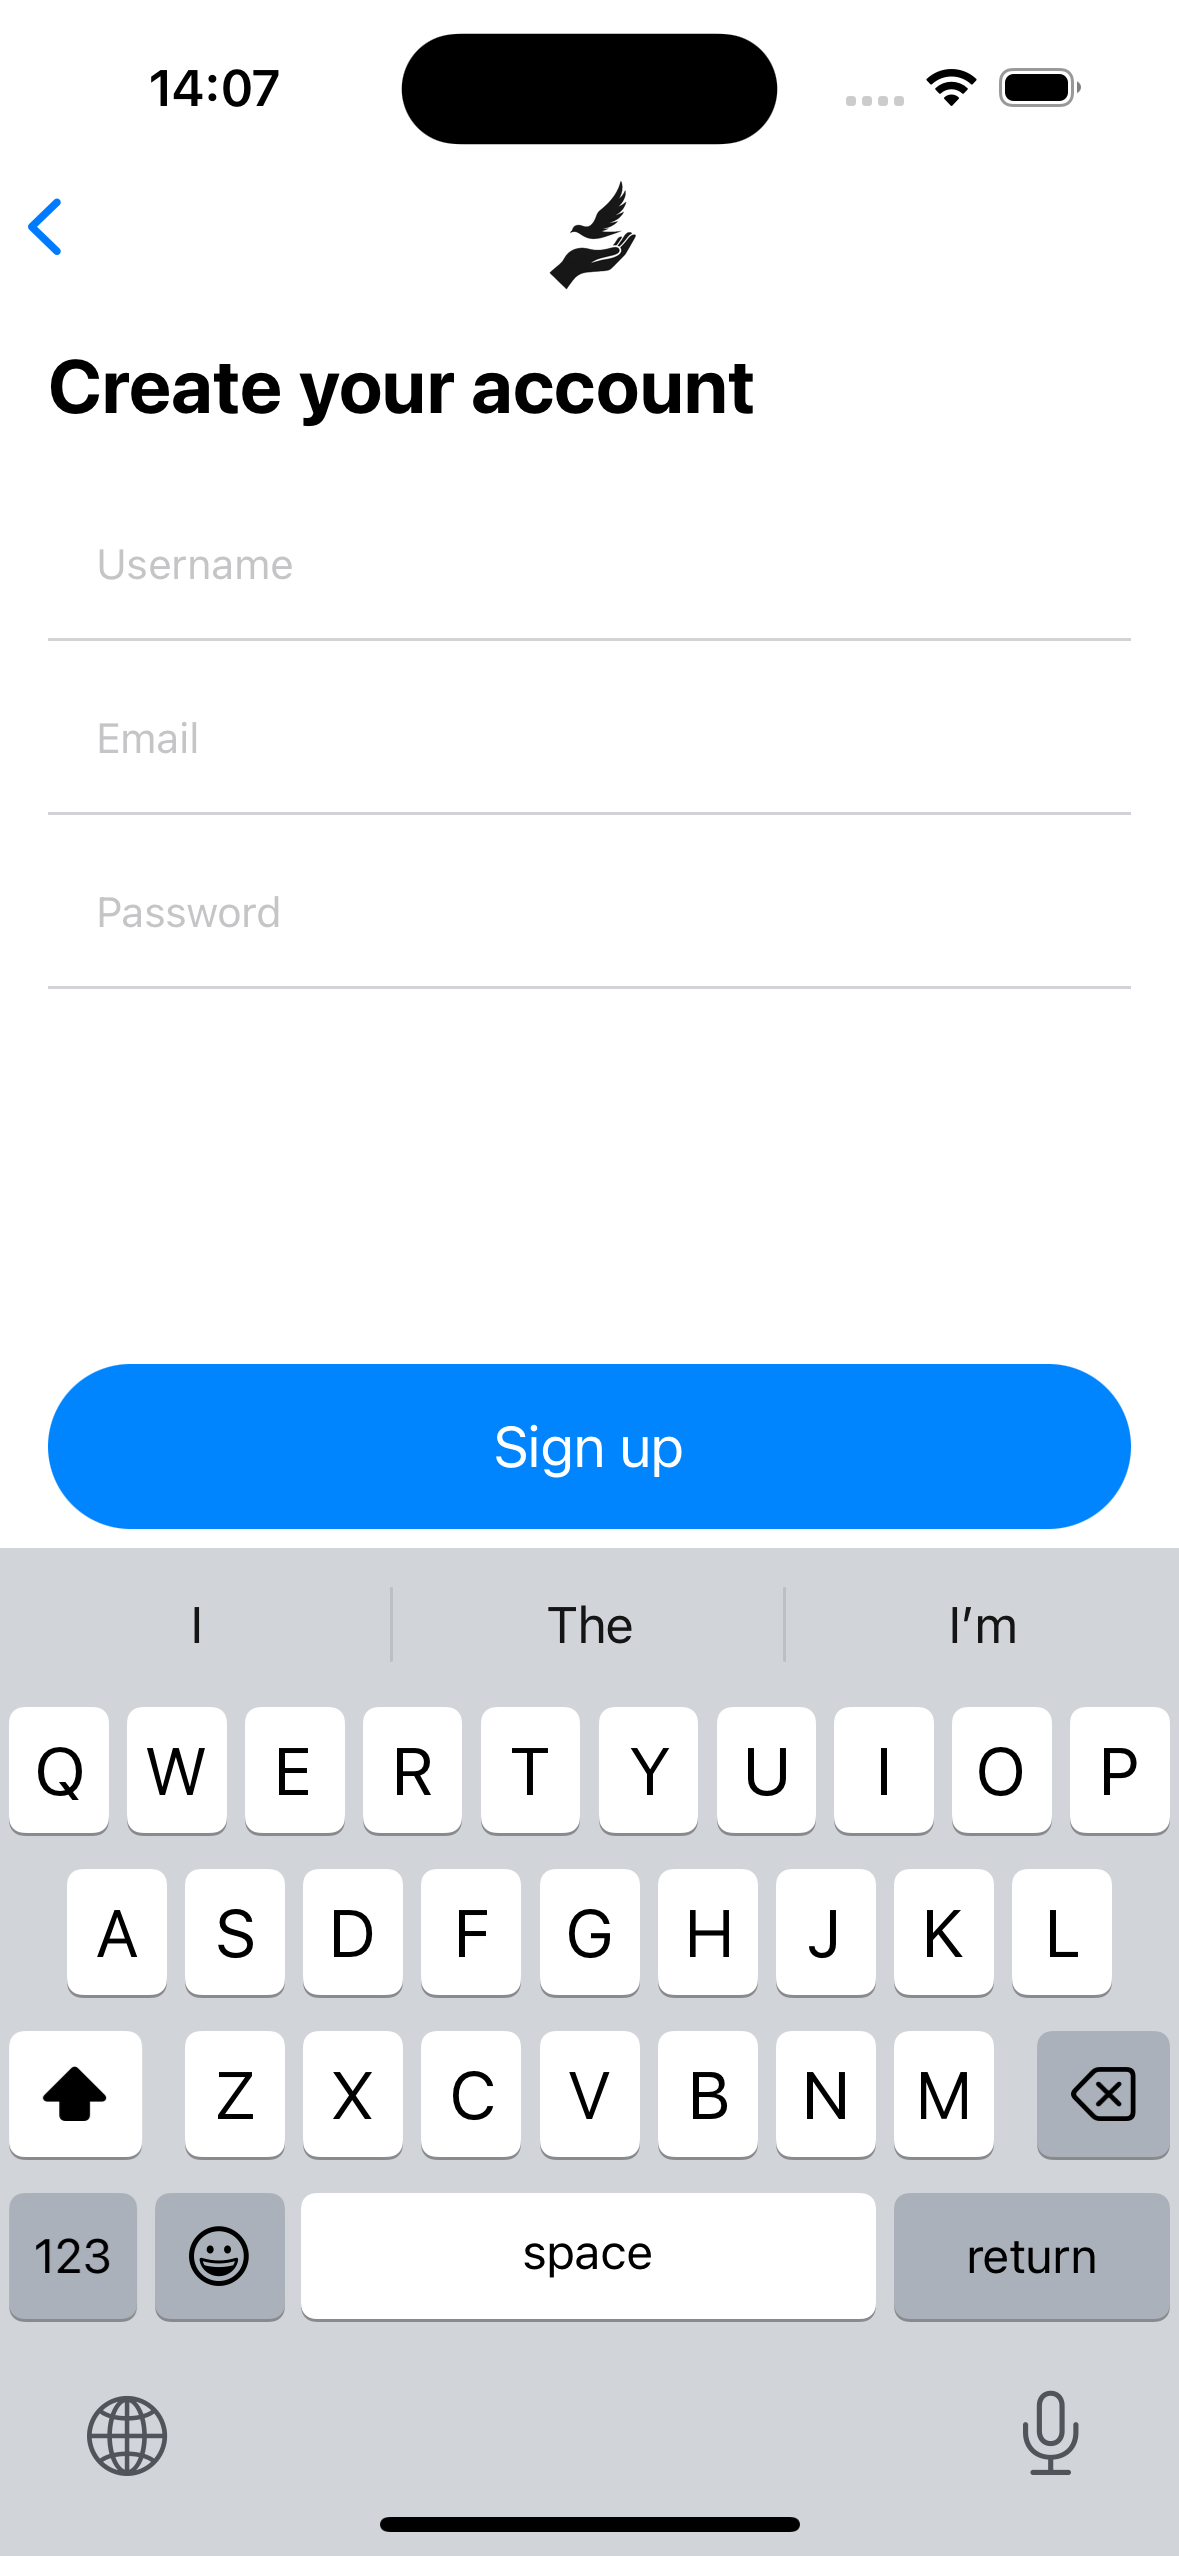 14:07
Create your account
Username
Email
Password
Sign up
I The I’m
Q W E R T Y U I O P
A S D F G H J K L
Z X C V B N M
123 space return